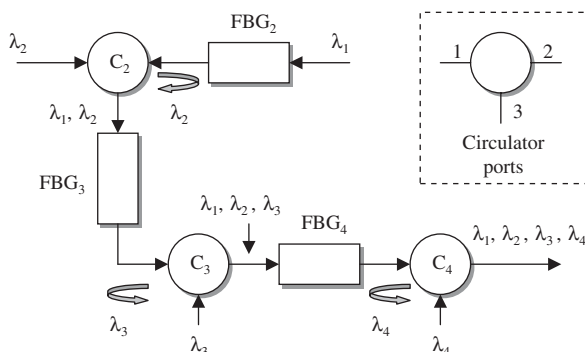 FBG2
λ2
λ1
1
2
C2
3
λ1, λ2
λ2
Circulator
ports
FBG3
λ1, λ2 , λ3
FBG4
λ1, λ2 , λ3 , λ4
C3
C4
λ3
λ4
λ3
λ4